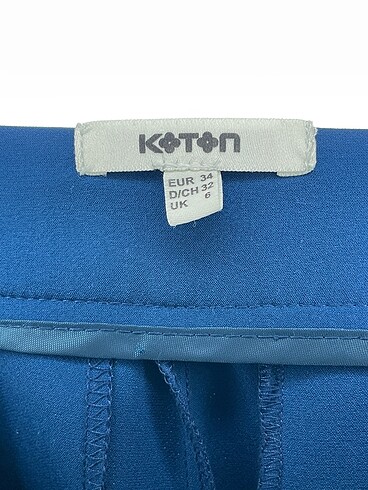 KOTON
EUR 34
D/CH 32
UK 6